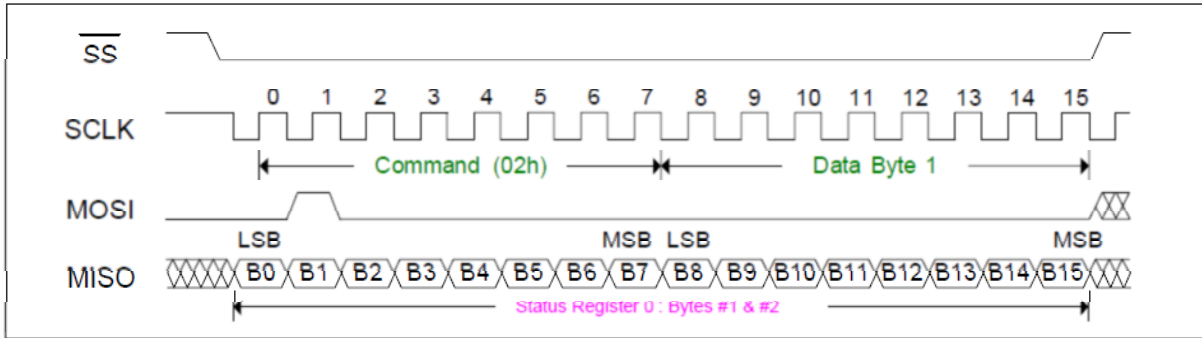 SS
0 1 2 3 4 5 6 7 8 9 10 11 12 13 14 15
SCLK
Command (02h) Data Byte 1
MOSI
LSB MSB LSB MSB
MISO B0 B1 B2 B3 B4 B5 B6 B7 B8 B9 B10 B11 B12 B13 B14 B15
Status Register 0 : Bytes #1 & #2